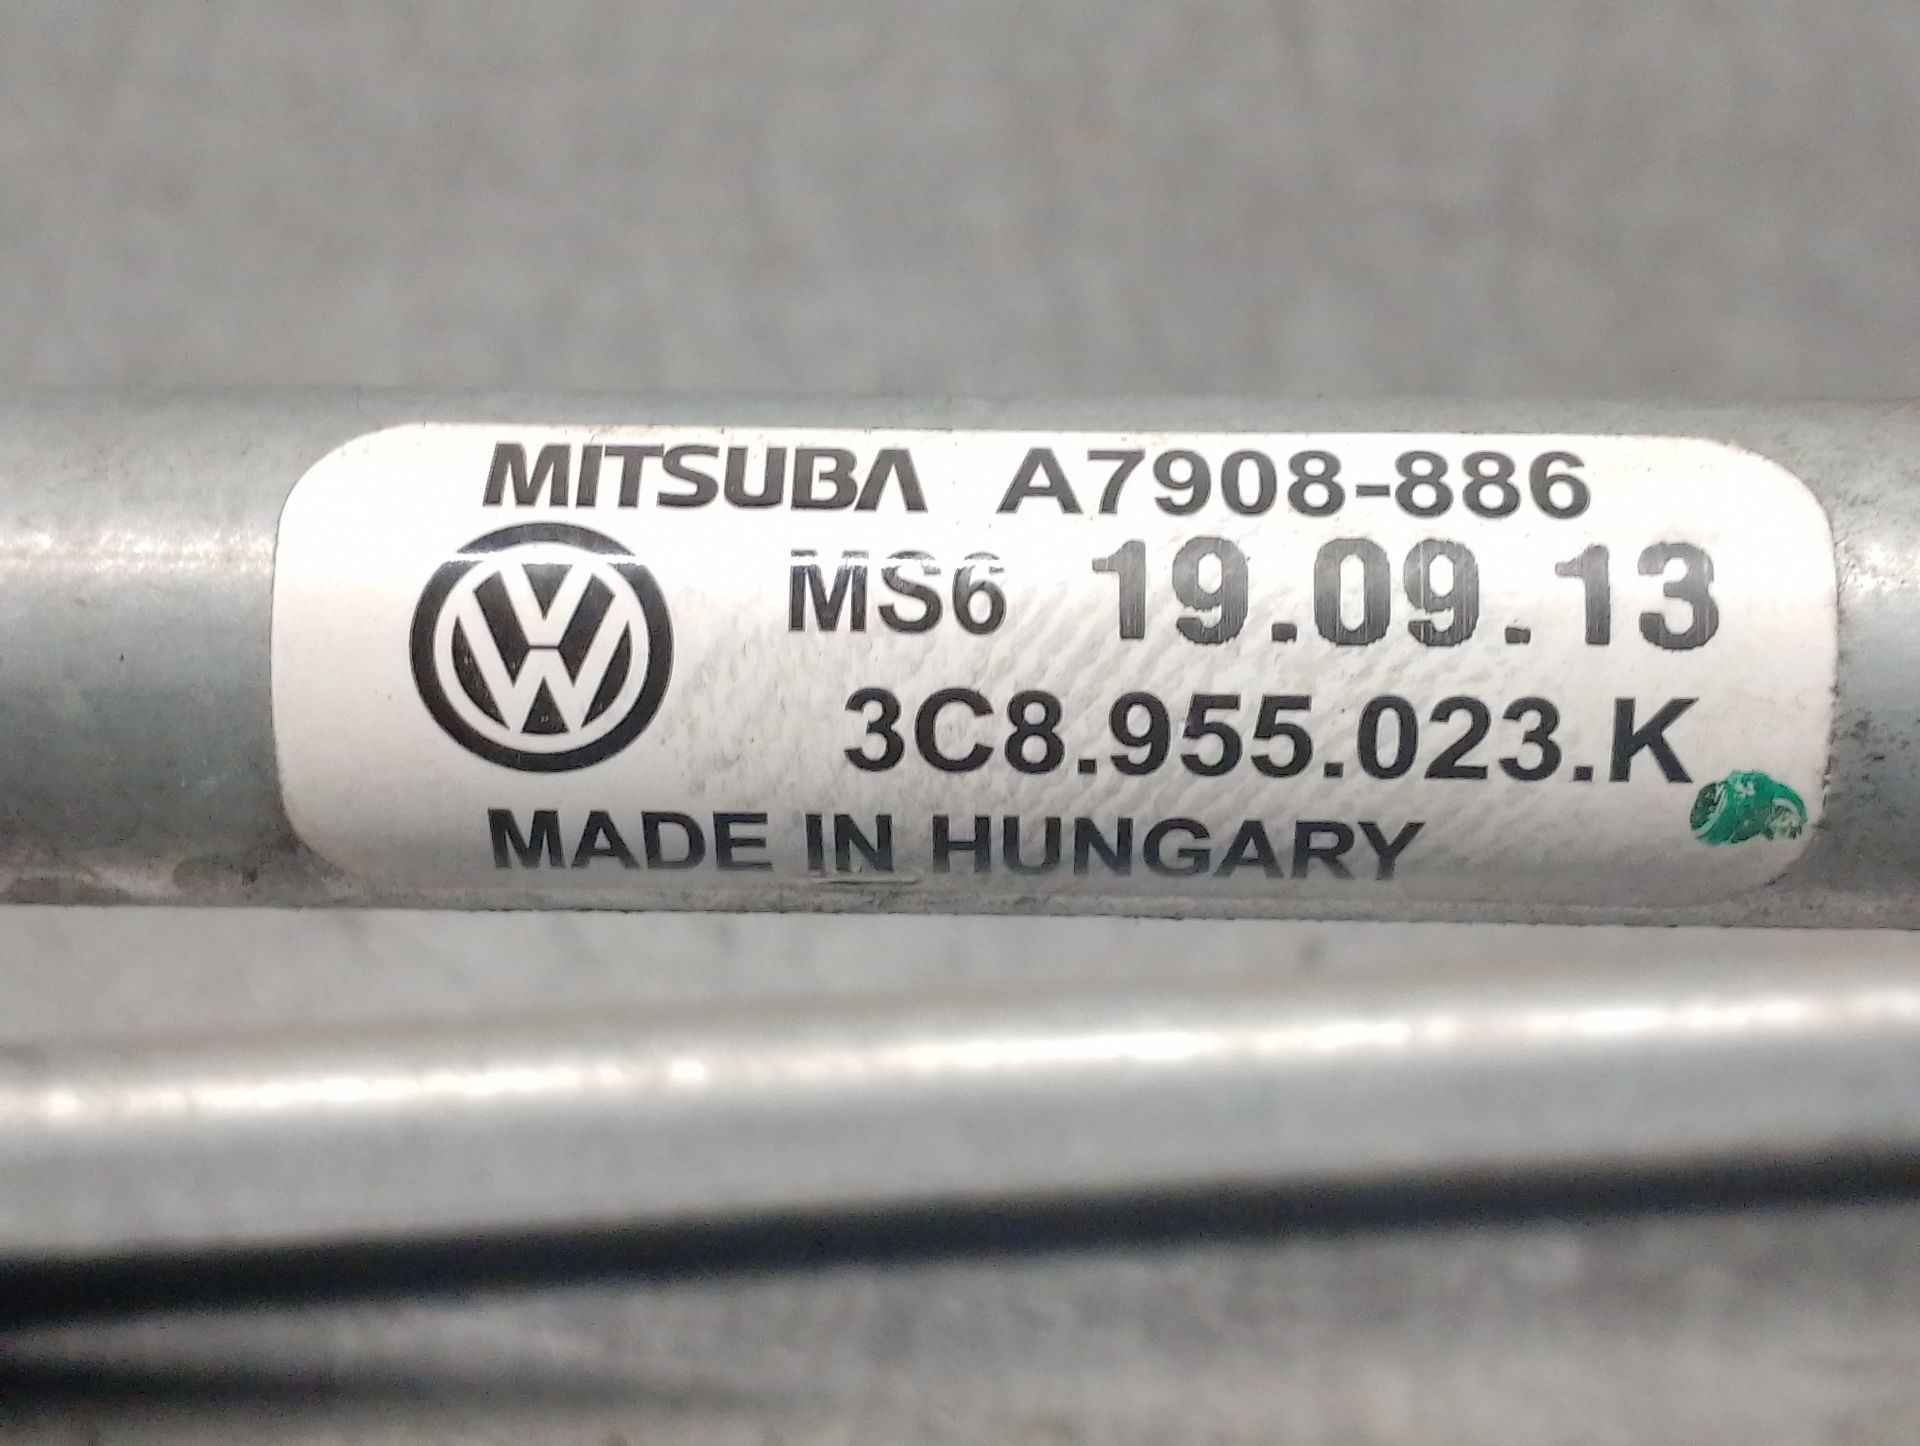 MITSUBA A7908-886
MS6 19.09.13
3C8.955.023.K
MADE IN HUNGARY